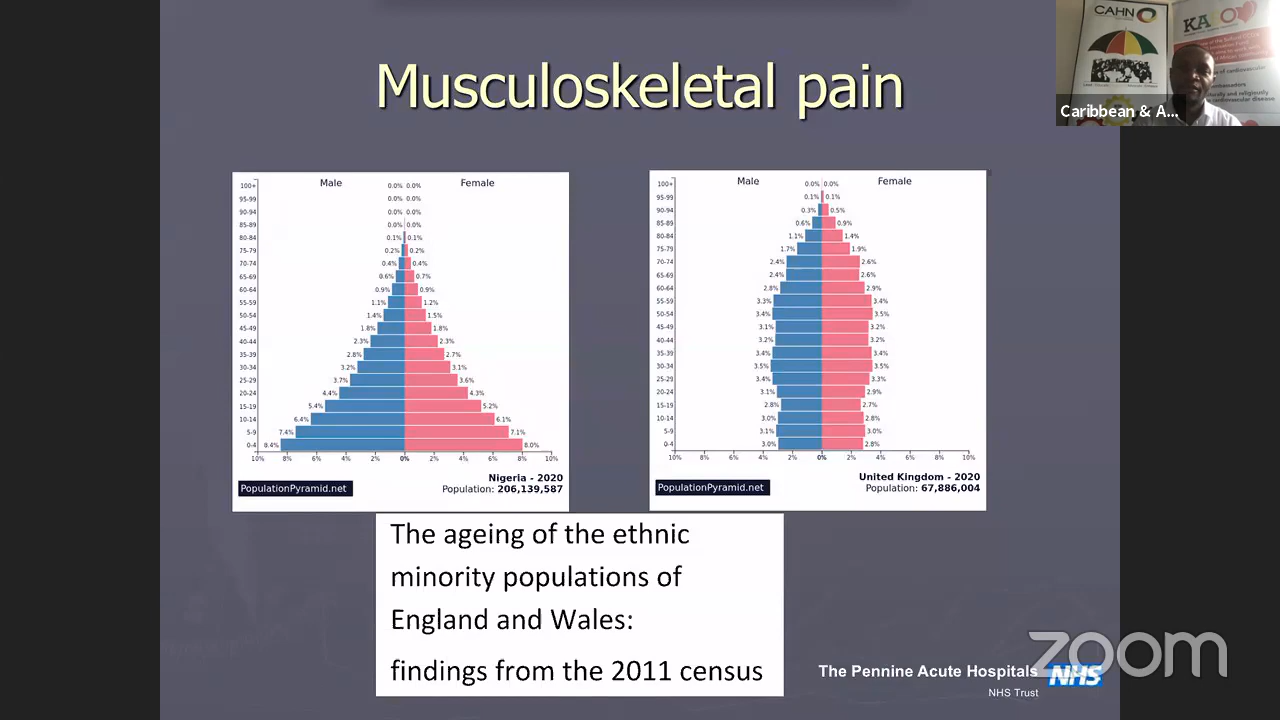 Musculoskeletal pain
CAHN
KABO
Caribbean & A...
Male
Female
100+ 0.0% 0.0%
95-99 0.0% 0.0%
90-94 0.0% 0.0%
85-89 0.0% 0.0%
80-84 0.1% 0.1%
75-79 0.2% 0.2%
70-74 0.4% 0.4%
65-69 0.6% 0.7%
60-64 0.9% 0.9%
55-59 1.1% 1.2%
50-54 1.4% 1.5%
45-49 1.8% 1.8%
40-44 2.3% 2.3%
35-39 2.8% 2.7%
30-34 3.2% 3.1%
25-29 3.7% 3.6%
20-24 4.4% 4.3%
15-19 5.4% 5.2%
10-14 6.4% 6.1%
5-9 7.4% 7.1%
0-4 8.4% 8.0%
10% 8% 6% 4% 2% 0% 2% 4% 6% 8% 10%
Nigeria - 2020
PopulationPyramid.net
Population: 206,139,587
Male
Female
100+ 0.0% 0.0%
95-99 0.1% 0.1%
90-94 0.3% 0.5%
85-89 0.6% 0.9%
80-84 1.1% 1.4%
75-79 1.7% 1.9%
70-74 2.4% 2.6%
65-69 2.4% 2.6%
60-64 2.8% 2.9%
55-59 3.3% 3.4%
50-54 3.4% 3.5%
45-49 3.1% 3.2%
40-44 3.2% 3.2%
35-39 3.4% 3.4%
30-34 3.5% 3.5%
25-29 3.4% 3.3%
20-24 3.1% 2.9%
15-19 2.8% 2.7%
10-14 3.0% 2.8%
5-9 3.1% 3.0%
0-4 3.0% 2.8%
10% 8% 6% 4% 2% 0% 2% 4% 6% 8% 10%
United Kingdom - 2020
PopulationPyramid.net
Population: 67,886,004
The ageing of the ethnic
minority populations of
England and Wales:
findings from the 2011 census
zoom
The Pennine Acute Hospitals NHS
NHS Trust